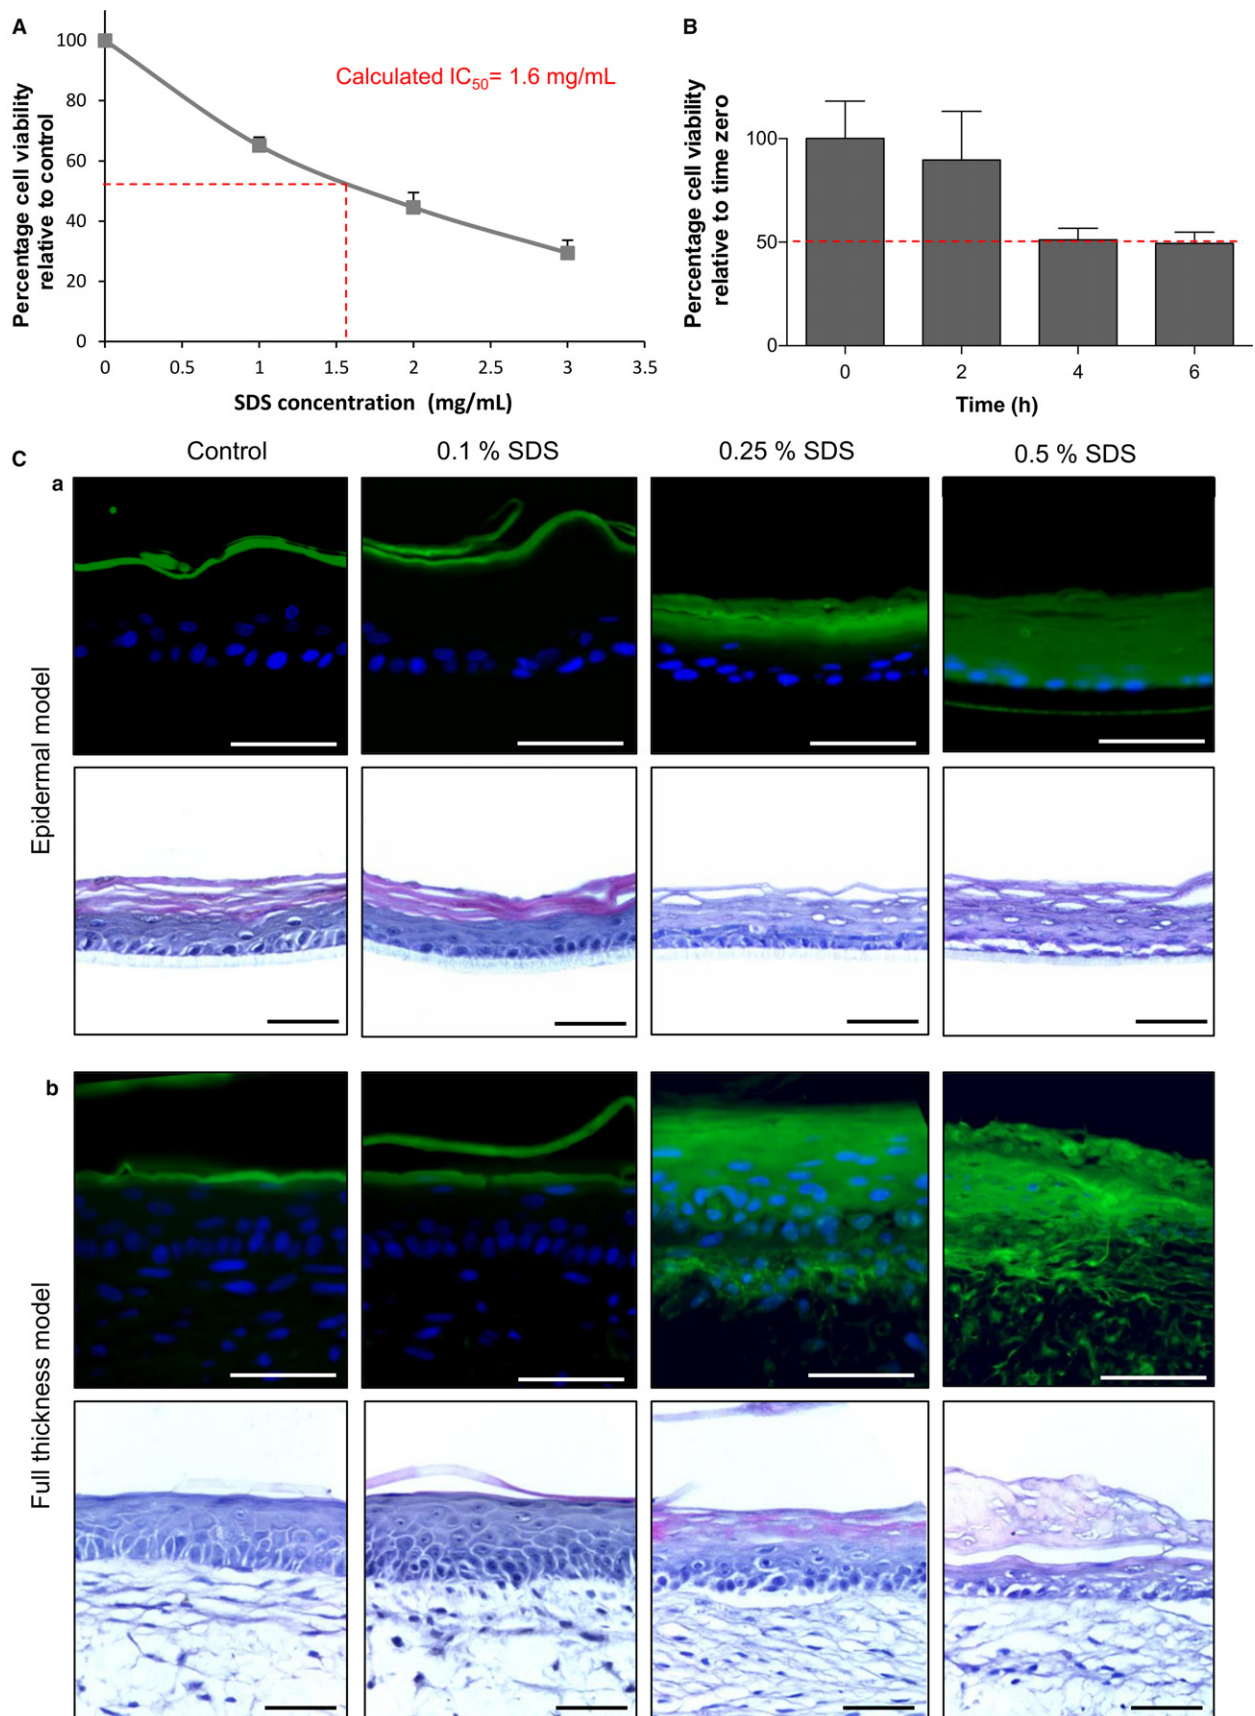 A
Percentage cell viability
relative to control
100
80
60
40
20
0
Calculated IC50= 1.6 mg/mL
0 0.5 1 1.5 2 2.5 3 3.5
SDS concentration (mg/mL)
B
Percentage cell viability
relative to time zero
100
50
0
0 2 4 6
Time (h)
C
Control 0.1 % SDS 0.25 % SDS 0.5 % SDS
a
Epidermal model
b
Full thickness model